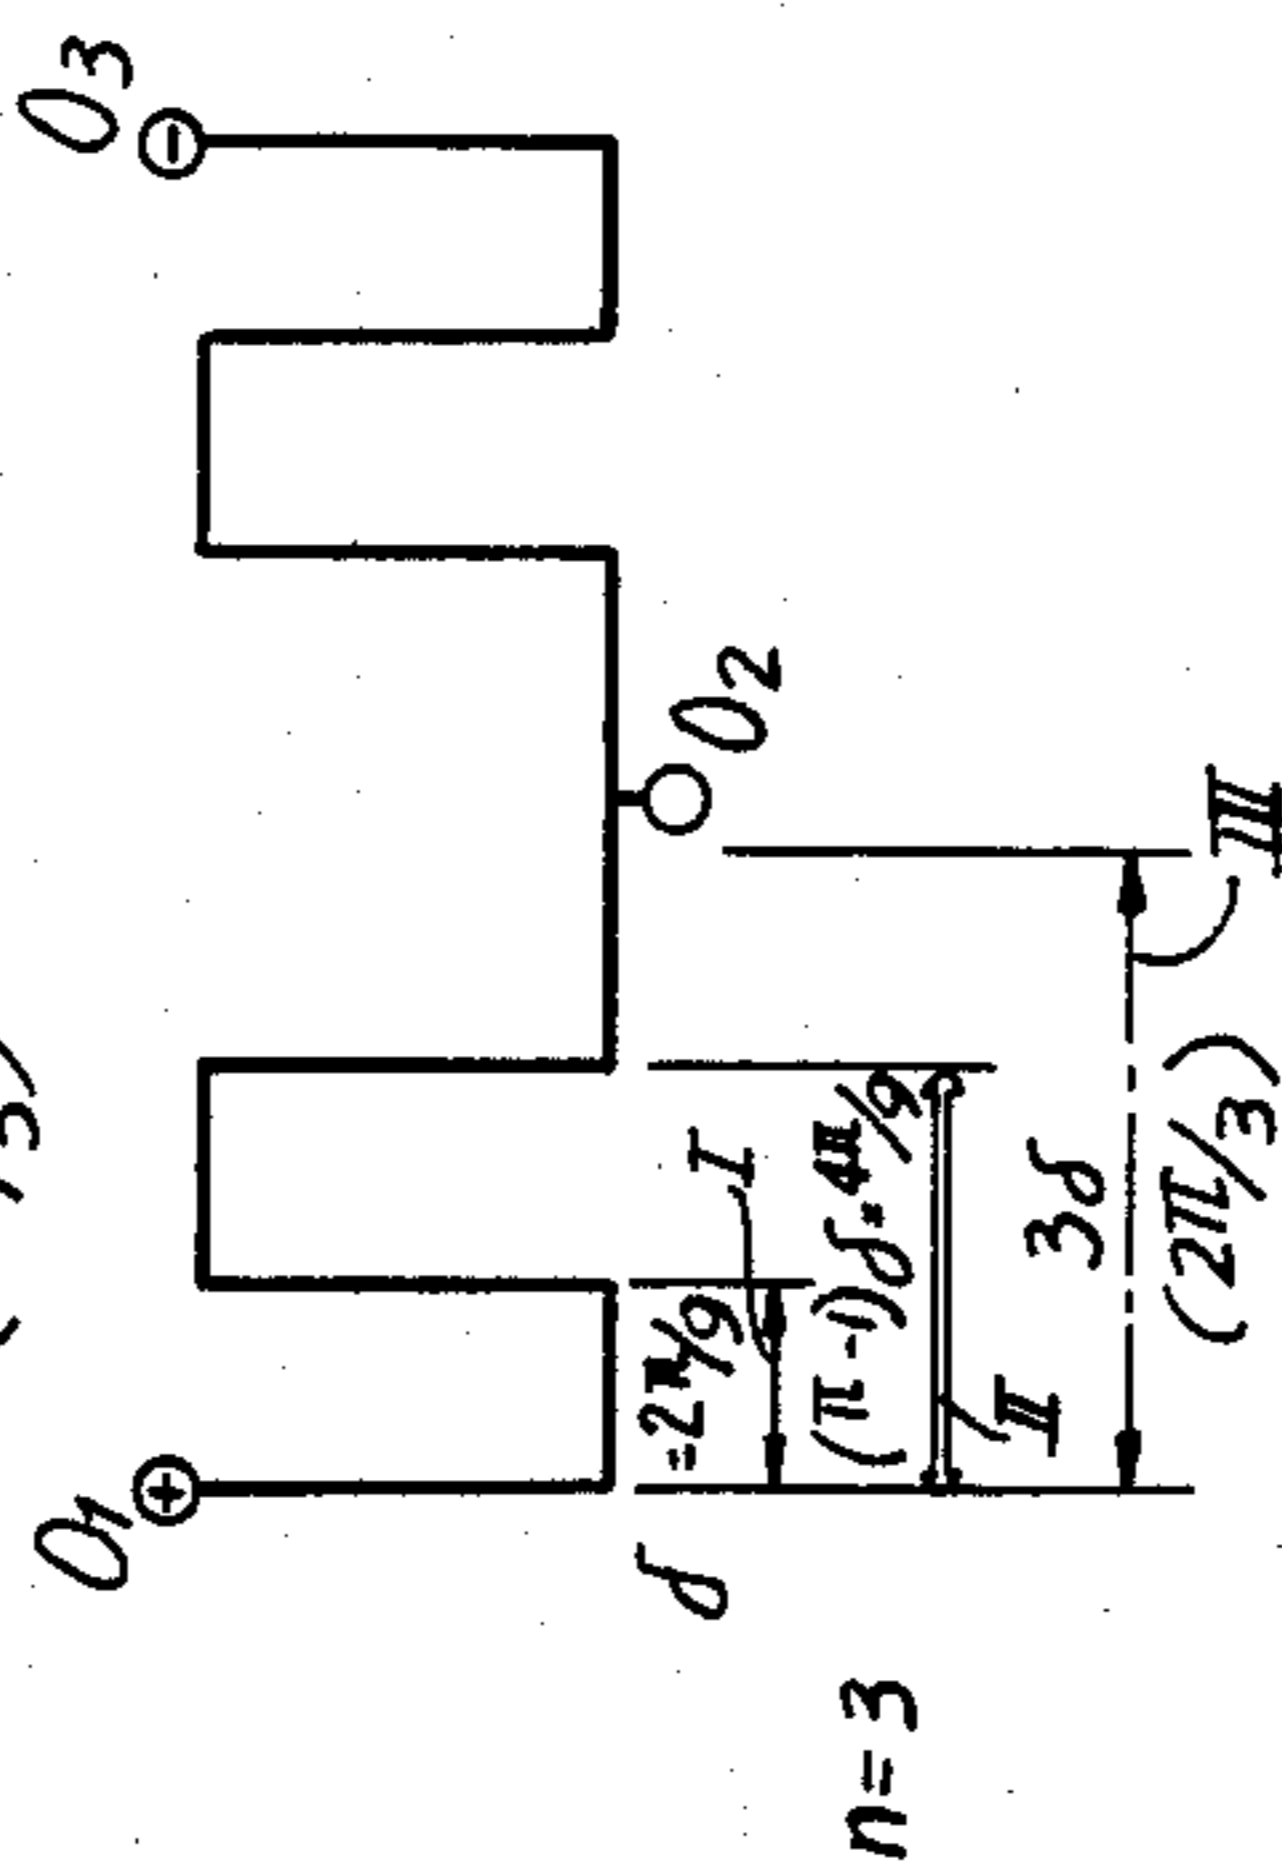 O1
+
O3
−
O2
δ =2π/9
I
(π -1)δ=4π/9
n=3
II
3δ
(2π/3)
III